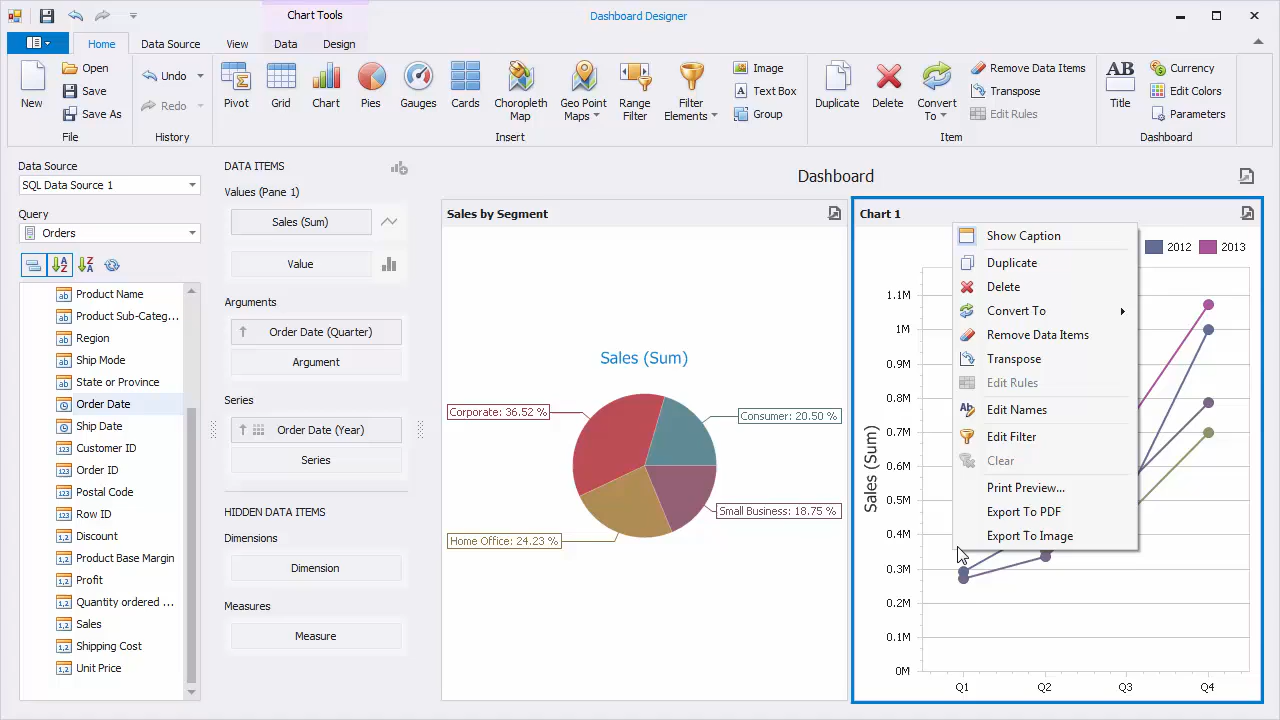 Chart Tools
Dashboard Designer
Home
Data Source
View
Data
Design
New
Open
Save
Save As
File
Undo
Redo
History
Pivot
Grid
Chart
Pies
Gauges
Cards
Choropleth
Map
Geo Point
Maps
Range
Filter
Filter
Elements
Image
Text Box
Group
Insert
Duplicate
Delete
Convert
To
Remove Data Items
Transpose
Edit Rules
Item
AB
Title
Currency
Edit Colors
Parameters
Dashboard
Data Source
SQL Data Source 1
Query
Orders
Product Name
Product Sub-Categ...
Region
Ship Mode
State or Province
Order Date
Ship Date
Customer ID
Order ID
Postal Code
Row ID
Discount
Product Base Margin
Profit
Quantity ordered ...
Sales
Shipping Cost
Unit Price
DATA ITEMS
Values (Pane 1)
Sales (Sum)
Value
Arguments
Order Date (Quarter)
Argument
Series
Order Date (Year)
Series
HIDDEN DATA ITEMS
Dimensions
Dimension
Measures
Measure
Dashboard
Sales by Segment
Sales (Sum)
Corporate: 36.52 %
Consumer: 20.50 %
Small Business: 18.75 %
Home Office: 24.23 %
Chart 1
2012
2013
1.1M
1M
0.9M
0.8M
0.7M
0.6M
0.5M
0.4M
0.3M
0.2M
0.1M
0M
Sales (Sum)
Q1
Q2
Q3
Q4
Show Caption
Duplicate
Delete
Convert To
Remove Data Items
Transpose
Edit Rules
Edit Names
Edit Filter
Clear
Print Preview...
Export To PDF
Export To Image